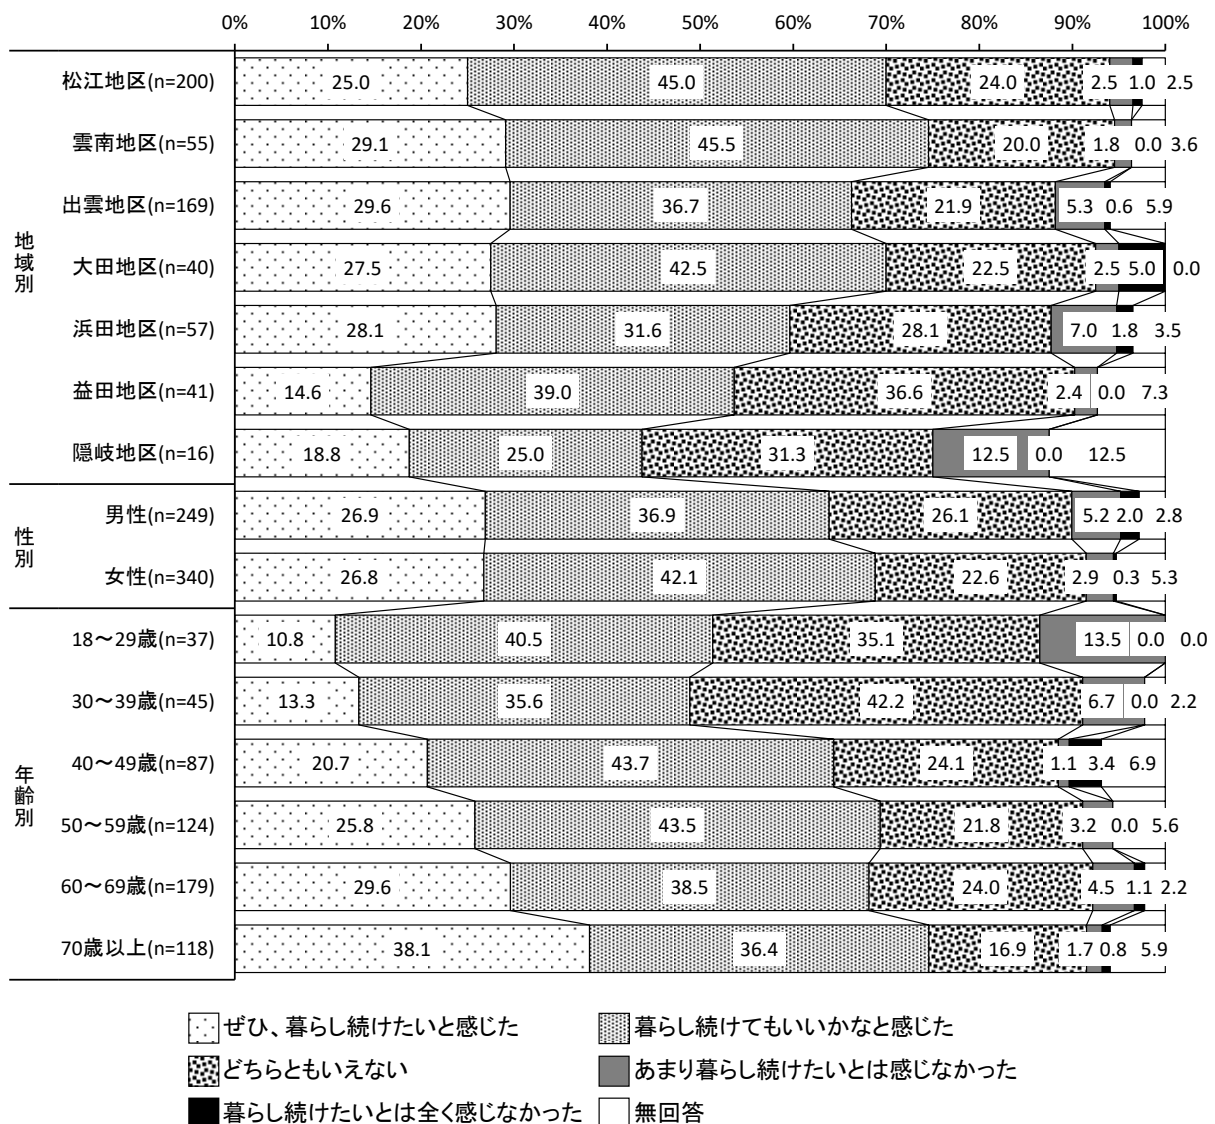 0% 10% 20% 30% 40% 50% 60% 70% 80% 90% 100%
地域別
松江地区(n=200) 25.0 45.0 24.0 2.5 1.0 2.5
雲南地区(n=55) 29.1 45.5 20.0 1.8 0.0 3.6
出雲地区(n=169) 29.6 36.7 21.9 5.3 0.6 5.9
大田地区(n=40) 27.5 42.5 22.5 2.5 5.0 0.0
浜田地区(n=57) 28.1 31.6 28.1 7.0 1.8 3.5
益田地区(n=41) 14.6 39.0 36.6 2.4 0.0 7.3
隠岐地区(n=16) 18.8 25.0 31.3 12.5 0.0 12.5
性別
男性(n=249) 26.9 36.9 26.1 5.2 2.0 2.8
女性(n=340) 26.8 42.1 22.6 2.9 0.3 5.3
年齢別
18～29歳(n=37) 10.8 40.5 35.1 13.5 0.0 0.0
30～39歳(n=45) 13.3 35.6 42.2 6.7 0.0 2.2
40～49歳(n=87) 20.7 43.7 24.1 1.1 3.4 6.9
50～59歳(n=124) 25.8 43.5 21.8 3.2 0.0 5.6
60～69歳(n=179) 29.6 38.5 24.0 4.5 1.1 2.2
70歳以上(n=118) 38.1 36.4 16.9 1.7 0.8 5.9
ぜひ、暮らし続けたいと感じた 暮らし続けてもいいかなと感じた
どちらともいえない あまり暮らし続けたいとは感じなかった
暮らし続けたいとは全く感じなかった 無回答